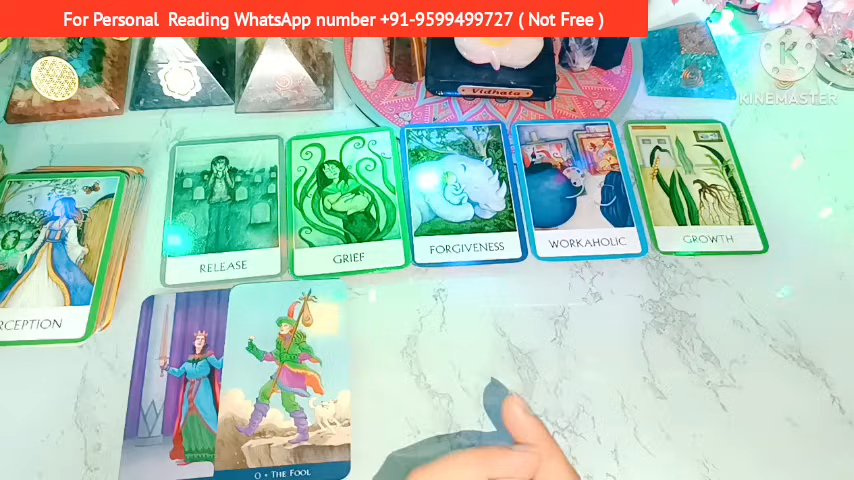 For Personal Reading WhatsApp number +91-9599499727 ( Not Free )
KINEMASTER
Vidhata
RELEASE
GRIEF
FORGIVENESS
WORKAHOLIC
GROWTH
RCEPTION
0 • THE FOOL